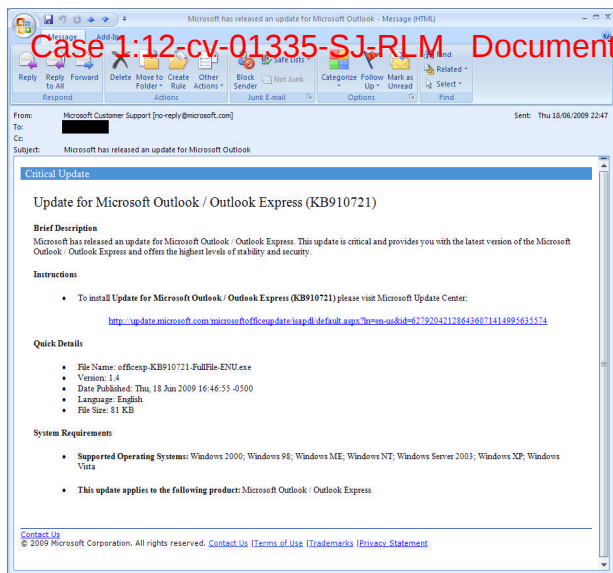 Microsoft has released an update for Microsoft Outlook - Message (HTML)
Message Add-Ins
Case 1:12-cv-01335-SJ-RLM Document
Reply Reply to All Forward Delete Move to Folder Create Rule Other Actions Block Sender Safe Lists Not Junk Categorize Follow Up Mark as Unread Find Related Select
Respond Actions Junk E-mail Options Find
From: Microsoft Customer Support [no-reply@microsoft.com] Sent: Thu 18/06/2009 22:47
To:
Cc:
Subject: Microsoft has released an update for Microsoft Outlook
Critical Update
Update for Microsoft Outlook / Outlook Express (KB910721)
Brief Description
Microsoft has released an update for Microsoft Outlook / Outlook Express. This update is critical and provides you with the latest version of the Microsoft
Outlook / Outlook Express and offers the highest levels of stability and security.
Instructions
• To install Update for Microsoft Outlook / Outlook Express (KB910721) please visit Microsoft Update Center:
http://update.microsoft.com/microsoftofficeupdate/isapdl/default.aspx?ln=en-us&id=62792042128643607141499563 5574
Quick Details
• File Name: officexp-KB910721-FullFile-ENU.exe
• Version: 1.4
• Date Published: Thu, 18 Jun 2009 16:46:55 -0500
• Language: English
• File Size: 81 KB
System Requirements
• Supported Operating Systems: Windows 2000; Windows 98; Windows ME; Windows NT; Windows Server 2003; Windows XP; Windows
Vista
• This update applies to the following product: Microsoft Outlook / Outlook Express
Contact Us
© 2009 Microsoft Corporation. All rights reserved. Contact Us |Terms of Use |Trademarks |Privacy Statement